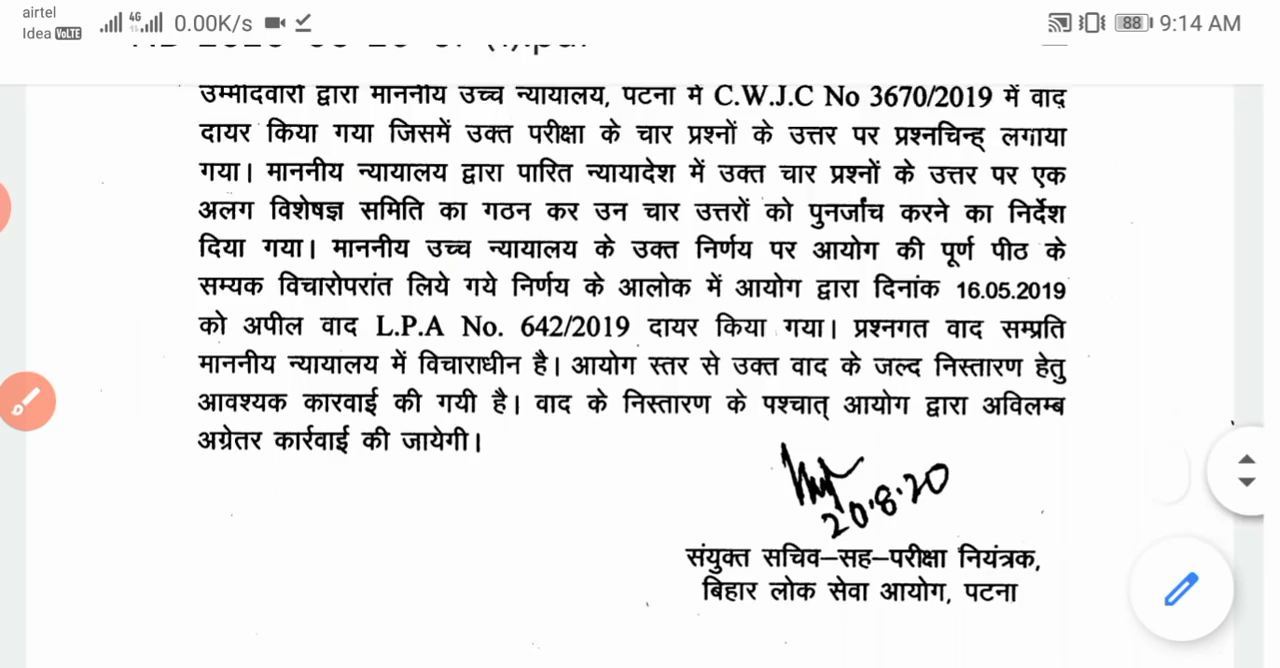 airtel
Idea VoLTE 4G 0.00K/s 88 9:14 AM
उम्मीदवारों द्वारा माननीय उच्च न्यायालय, पटना में C.W.J.C No 3670/2019 में वाद
दायर किया गया जिसमें उक्त परीक्षा के चार प्रश्नों के उत्तर पर प्रश्नचिन्ह् लगाया
गया। माननीय न्यायालय द्वारा पारित न्यायादेश में उक्त चार प्रश्नों के उत्तर पर एक
अलग विशेषज्ञ समिति का गठन कर उन चार उत्तरों को पुनर्जांच करने का निर्देश
दिया गया। माननीय उच्च न्यायालय के उक्त निर्णय पर आयोग की पूर्ण पीठ के
सम्यक विचारोपरांत लिये गये निर्णय के आलोक में आयोग द्वारा दिनांक 16.05.2019
को अपील वाद L.P.A No. 642/2019 दायर किया गया। प्रश्नगत वाद सम्प्रति
माननीय न्यायालय में विचाराधीन है। आयोग स्तर से उक्त वाद के जल्द निस्तारण हेतु
आवश्यक कारवाई की गयी है। वाद के निस्तारण के पश्चात् आयोग द्वारा अविलम्ब
अग्रेतर कार्रवाई की जायेगी।
20.8.20
संयुक्त सचिव–सह–परीक्षा नियंत्रक,
बिहार लोक सेवा आयोग, पटना